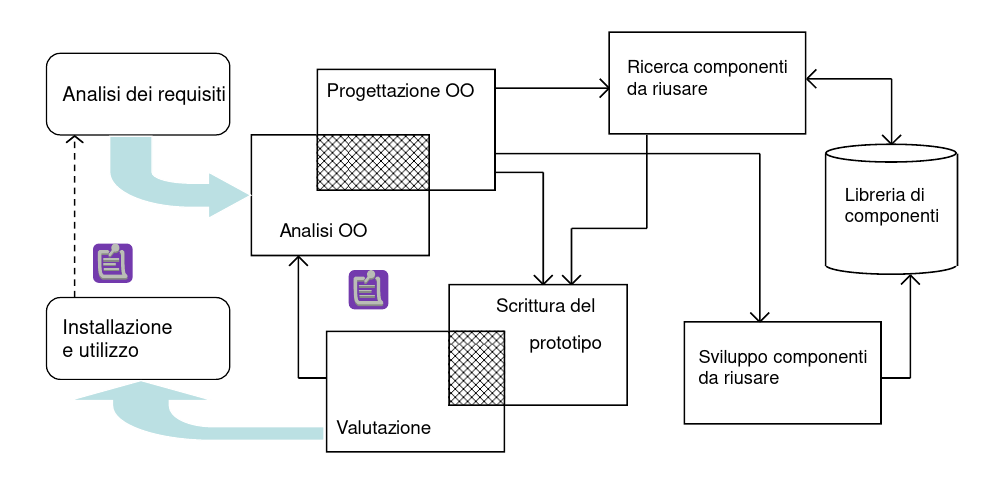 Analisi dei requisiti
Progettazione OO
Ricerca componenti
da riusare
Analisi OO
Libreria di
componenti
Scrittura del
prototipo
Installazione
e utilizzo
Sviluppo componenti
da riusare
Valutazione